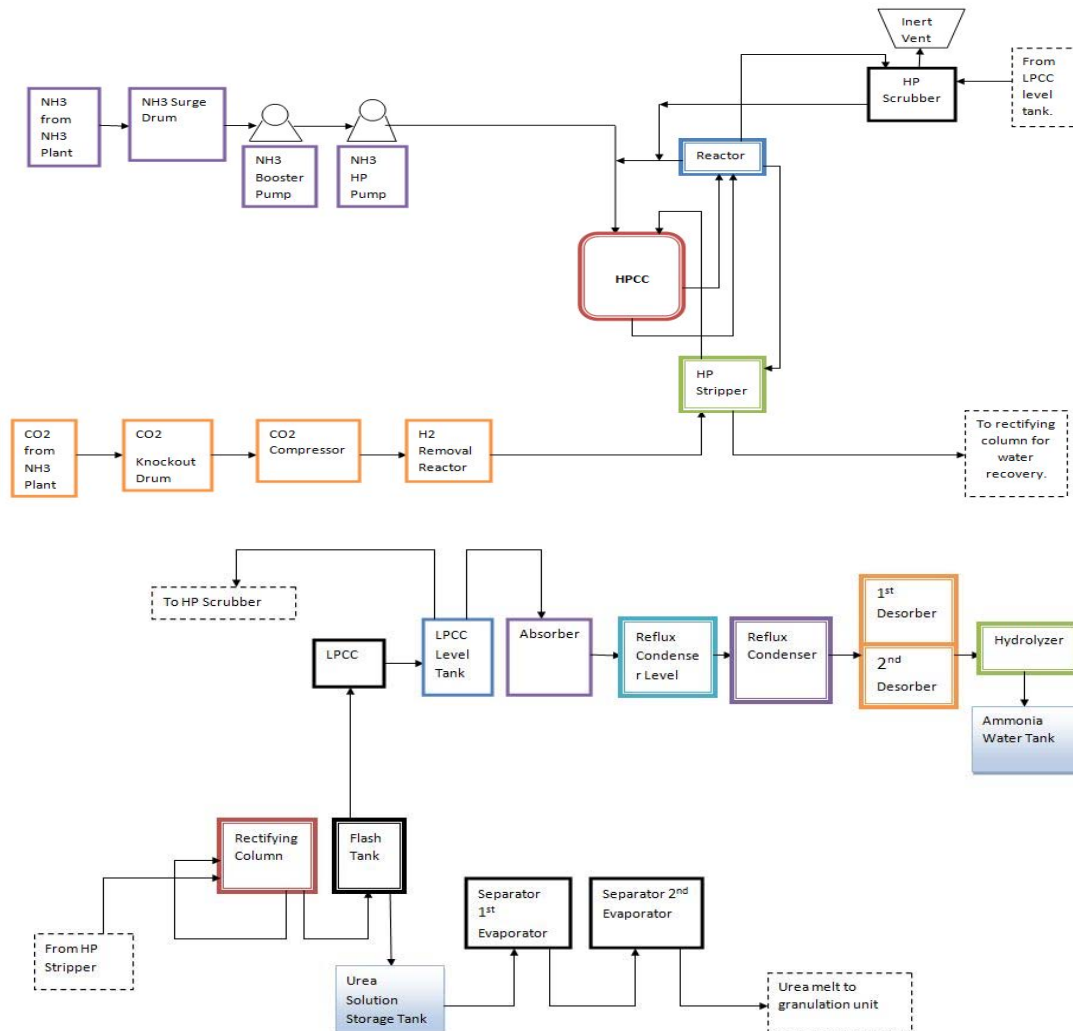 Inert
Vent
From
LPCC
level
tank.
HP
Scrubber
NH3
from
NH3
Plant
NH3 Surge
Drum
NH3
Booster
Pump
NH3
HP
Pump
Reactor
HPCC
HP
Stripper
CO2
from
NH3
Plant
CO2
Knockout
Drum
CO2
Compressor
H2
Removal
Reactor
To rectifying
column for
water
recovery.
To HP Scrubber
LPCC
LPCC
Level
Tank
Absorber
Reflux
Condense
r Level
Reflux
Condenser
1st
Desorber
2nd
Desorber
Hydrolyzer
Ammonia
Water Tank
Rectifying
Column
Flash
Tank
Separator
1st
Evaporator
Separator 2nd
Evaporator
From HP
Stripper
Urea
Solution
Storage Tank
Urea melt to
granulation unit